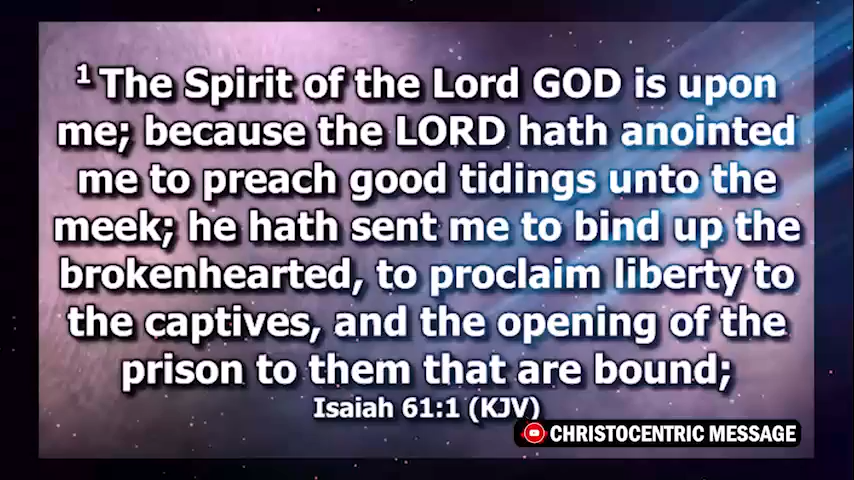 1 The Spirit of the Lord GOD is upon
me; because the LORD hath anointed
me to preach good tidings unto the
meek; he hath sent me to bind up the
brokenhearted, to proclaim liberty to
the captives, and the opening of the
prison to them that are bound;
Isaiah 61:1 (KJV)
CHRISTOCENTRIC MESSAGE